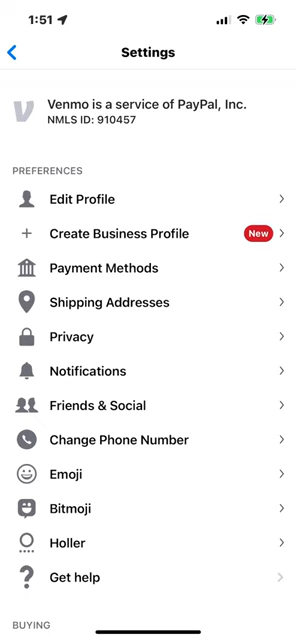 1:51
Settings
Venmo is a service of PayPal, Inc.
NMLS ID: 910457
PREFERENCES
Edit Profile
Create Business Profile New
Payment Methods
Shipping Addresses
Privacy
Notifications
Friends & Social
Change Phone Number
Emoji
Bitmoji
Holler
Get help
BUYING